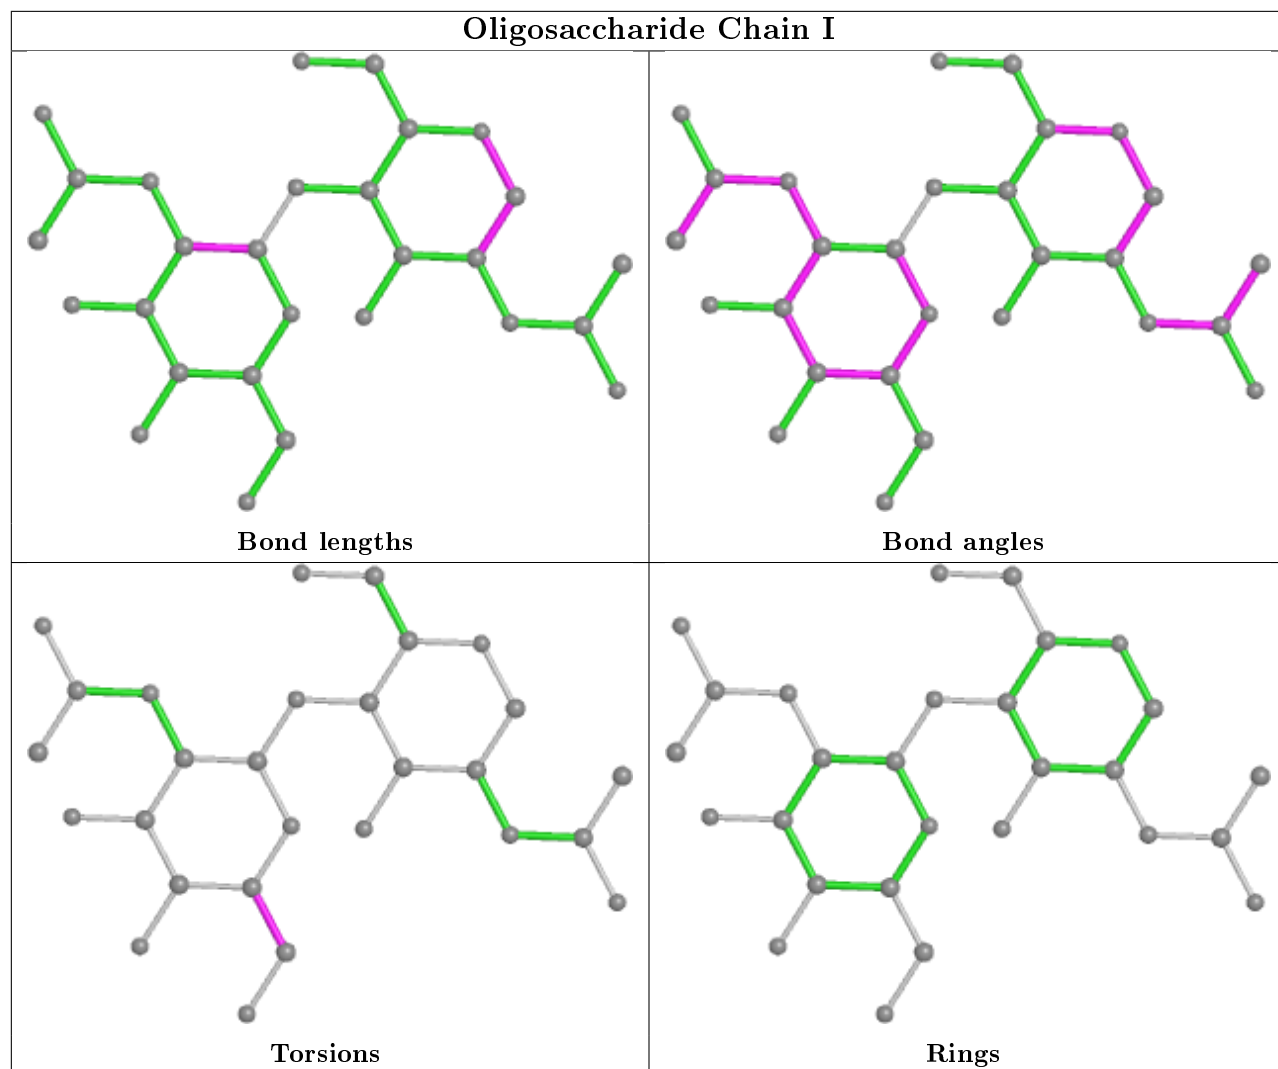 Oligosaccharide Chain I
Bond lengths
Bond angles
Torsions
Rings